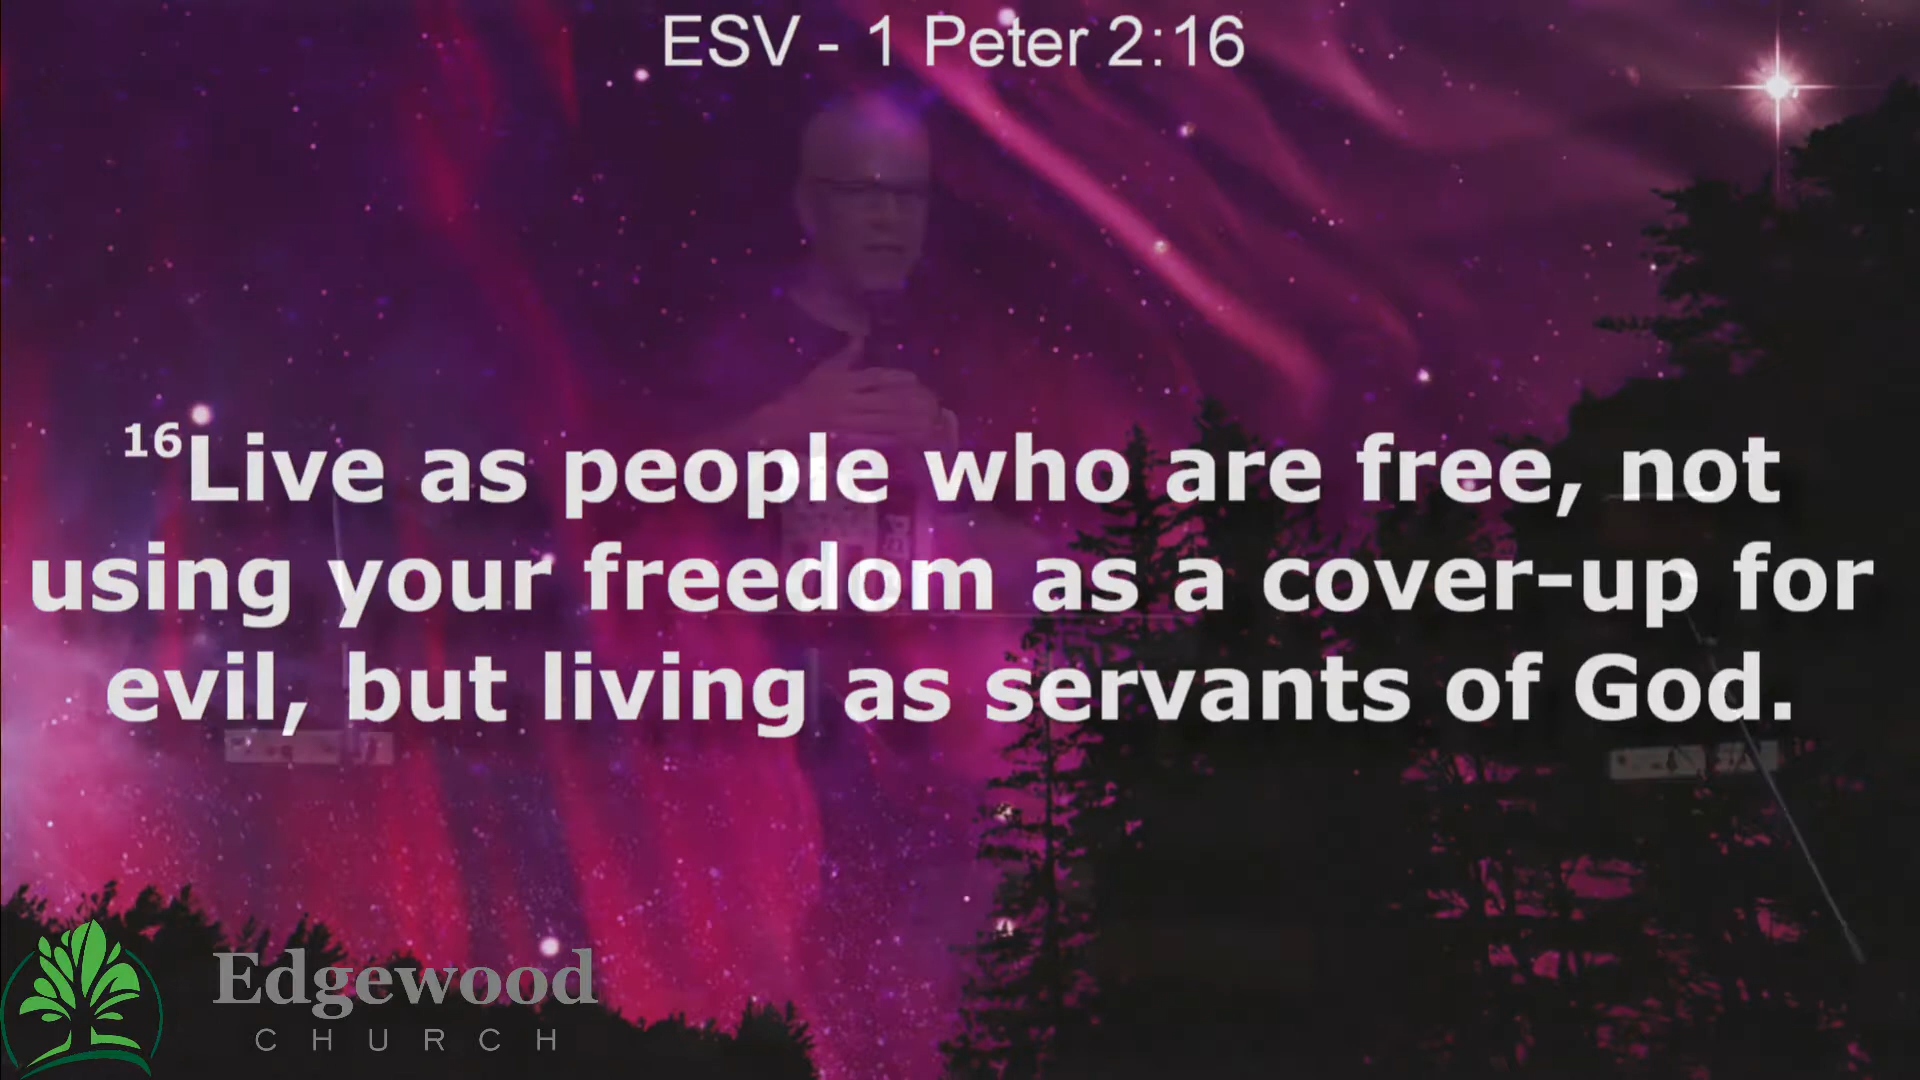 ESV - 1 Peter 2:16
16Live as people who are free, not
using your freedom as a cover-up for
evil, but living as servants of God.
Edgewood
CHURCH